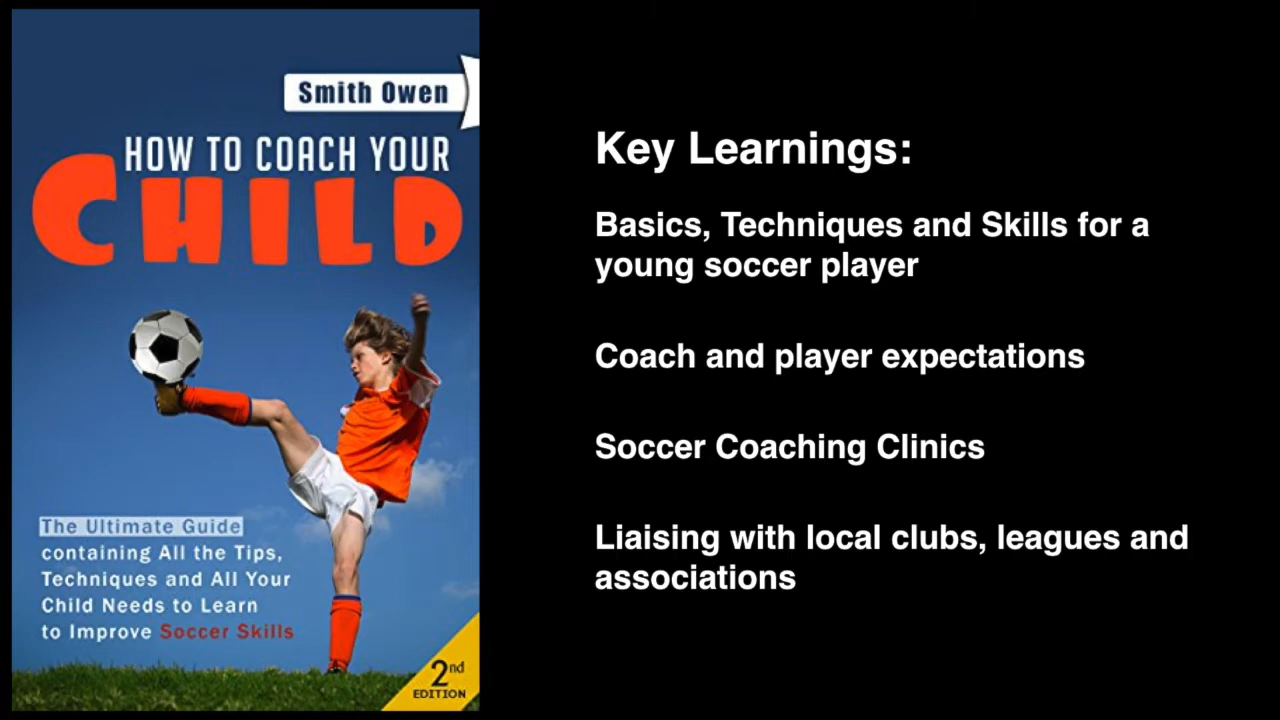 Smith Owen
HOW TO COACH YOUR
CHILD
The Ultimate Guide
containing All the Tips,
Techniques and All Your
Child Needs to Learn
to Improve Soccer Skills
2nd
EDITION
Key Learnings:
Basics, Techniques and Skills for a
young soccer player
Coach and player expectations
Soccer Coaching Clinics
Liaising with local clubs, leagues and
associations